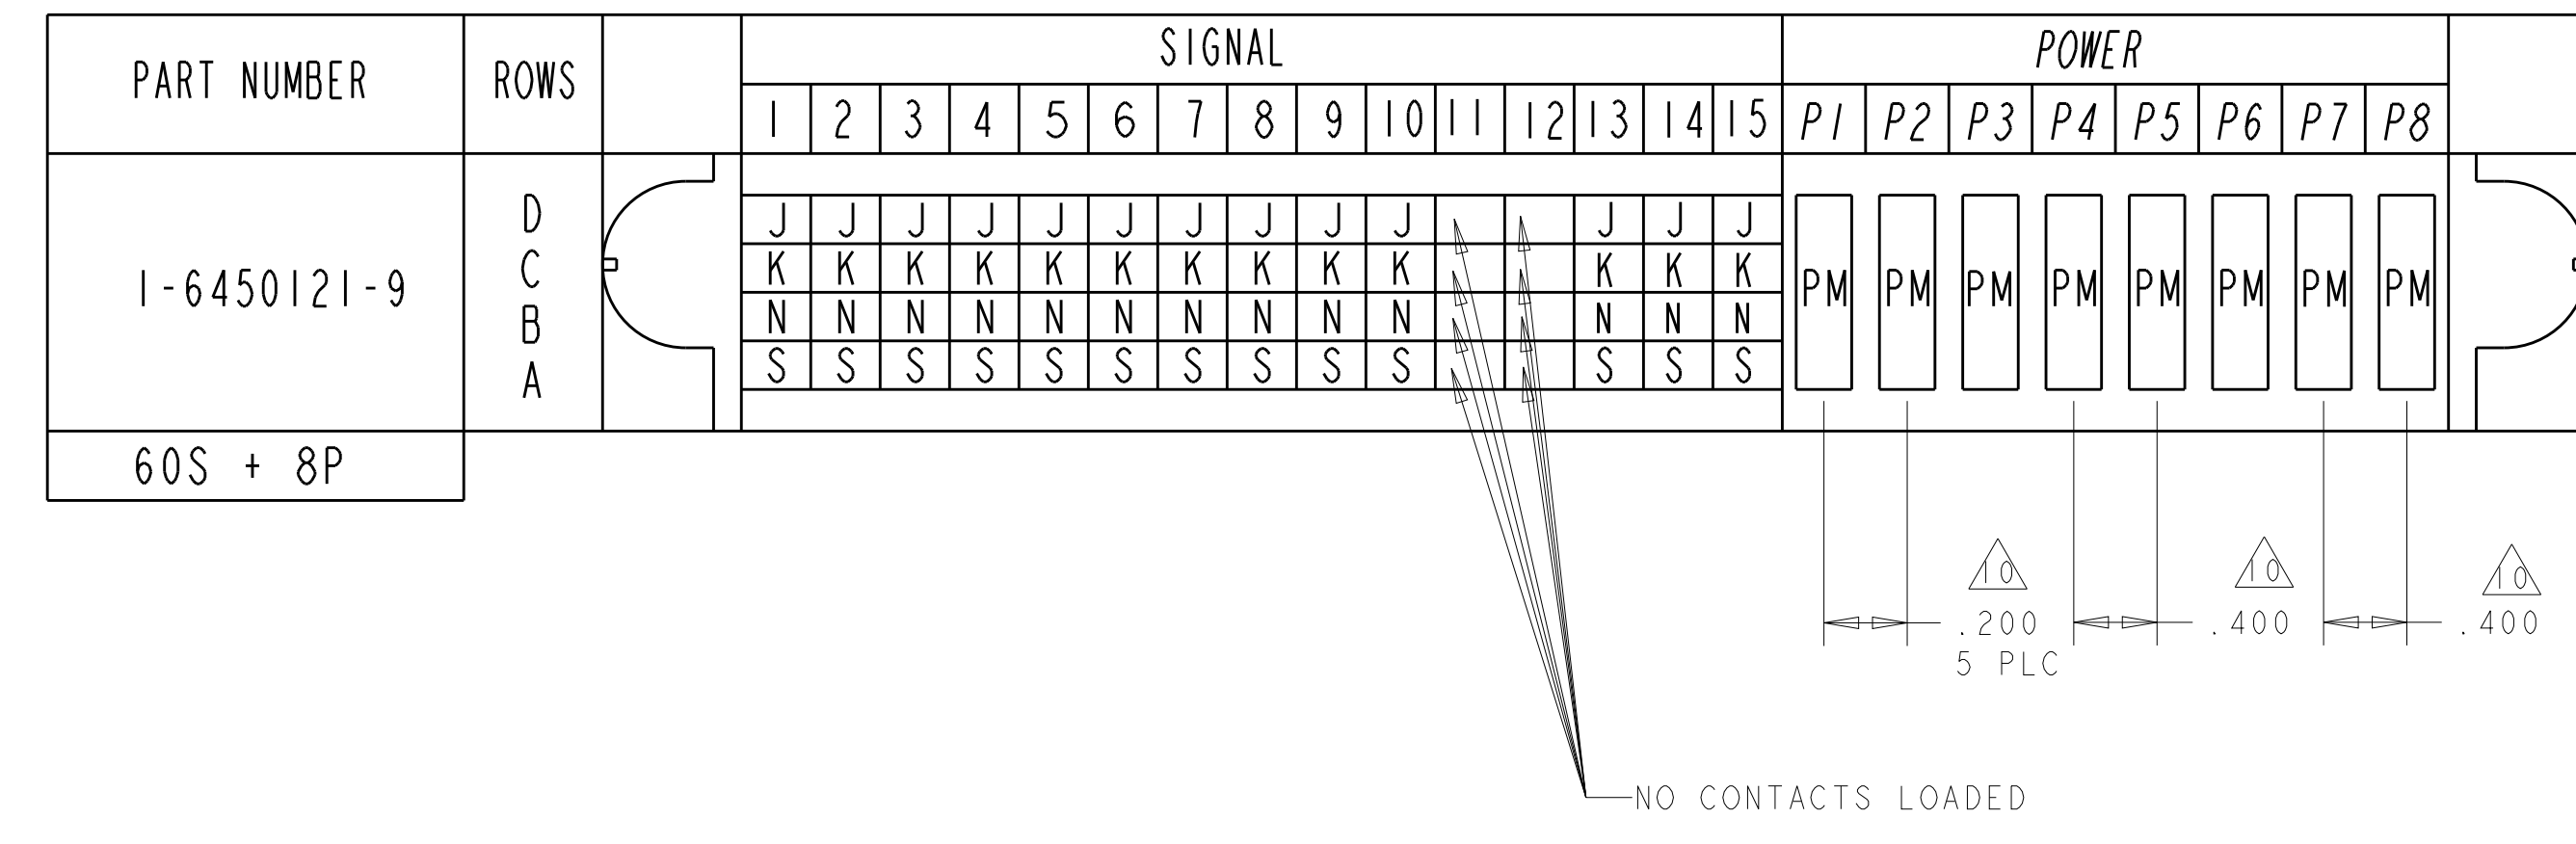 PART NUMBER ROWS SIGNAL POWER
1 2 3 4 5 6 7 8 9 10 11 12 13 14 15 P1 P2 P3 P4 P5 P6 P7 P8
D J J J J J J J J J J J J J
C K K K K K K K K K K K K K
1-6450121-9 PM PM PM PM PM PM PM PM
B N N N N N N N N N N N N N
A S S S S S S S S S S S S S
60S + 8P
10 10 10
.200 .400 .400
5 PLC
NO CONTACTS LOADED